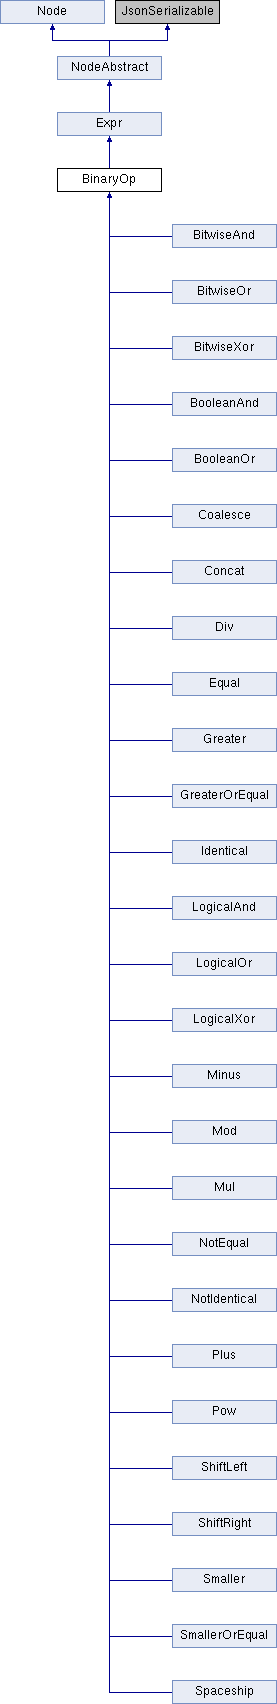 Node
JsonSerializable
NodeAbstract
Expr
BinaryOp
BitwiseAnd
BitwiseOr
BitwiseXor
BooleanAnd
BooleanOr
Coalesce
Concat
Div
Equal
Greater
GreaterOrEqual
Identical
LogicalAnd
LogicalOr
LogicalXor
Minus
Mod
Mul
NotEqual
NotIdentical
Plus
Pow
ShiftLeft
ShiftRight
Smaller
SmallerOrEqual
Spaceship